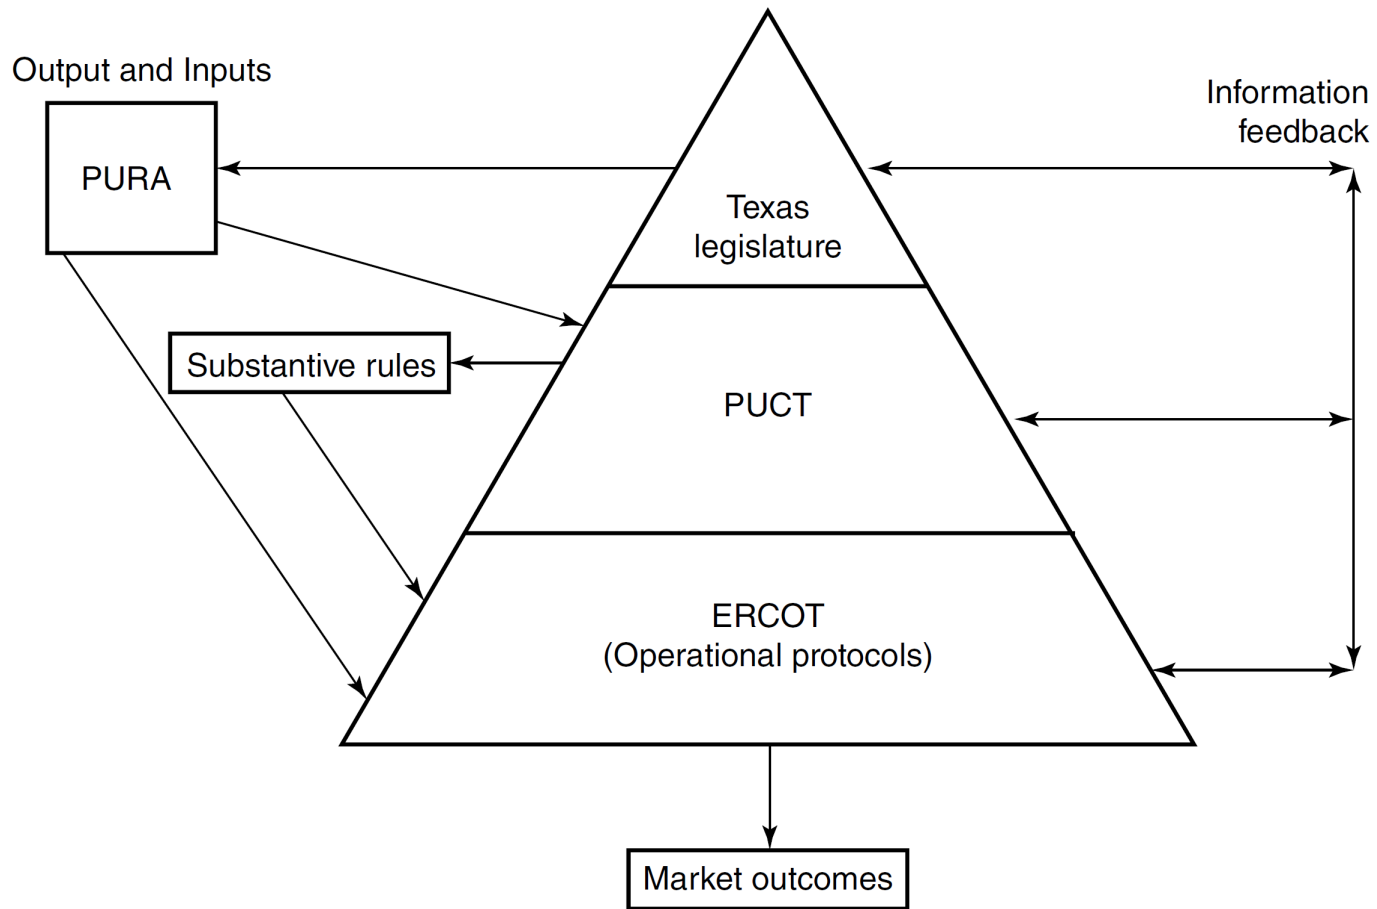 Output and Inputs
Information
feedback
PURA
Texas
legislature
Substantive rules
PUCT
ERCOT
(Operational protocols)
Market outcomes